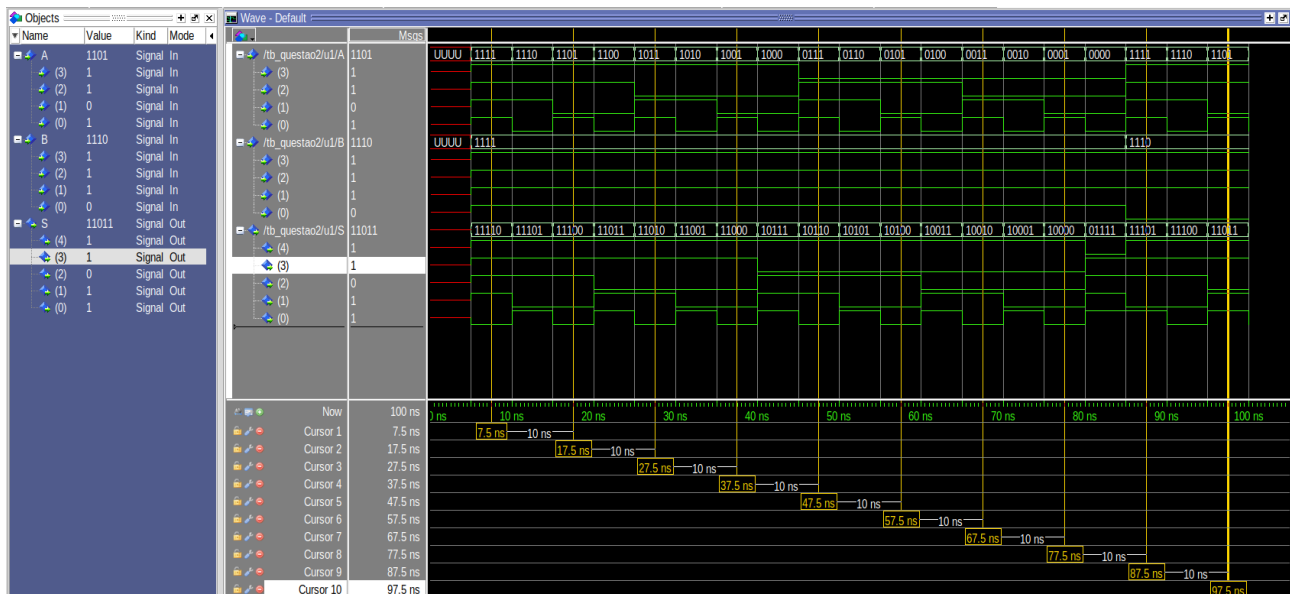 Objects
Name Value Kind Mode
A 1101 Signal In
(3) 1 Signal In
(2) 1 Signal In
(1) 0 Signal In
(0) 1 Signal In
B 1110 Signal In
(3) 1 Signal In
(2) 1 Signal In
(1) 1 Signal In
(0) 0 Signal In
S 11011 Signal Out
(4) 1 Signal Out
(3) 1 Signal Out
(2) 0 Signal Out
(1) 1 Signal Out
(0) 1 Signal Out
Wave - Default
Msgs
/tb_questao2/u1/A 1101 UUUU 1111 1110 1101 1100 1011 1010 1001 1000 0111 0110 0101 0100 0011 0010 0001 0000 1111 1110 1101
(3) 1
(2) 1
(1) 0
(0) 1
/tb_questao2/u1/B 1110 UUUU 1111 1110
(3) 1
(2) 1
(1) 1
(0) 0
/tb_questao2/u1/S 11011 11110 11101 11100 11011 11010 11001 11000 10111 10110 10101 10100 10011 10010 10001 10000 01111 11101 11100 11011
(4) 1
(3) 1
(2) 0
(1) 1
(0) 1
Now 100 ns 0 ns 10 ns 20 ns 30 ns 40 ns 50 ns 60 ns 70 ns 80 ns 90 ns 100 ns
Cursor 1 7.5 ns 7.5 ns 10 ns
Cursor 2 17.5 ns 17.5 ns 10 ns
Cursor 3 27.5 ns 27.5 ns 10 ns
Cursor 4 37.5 ns 37.5 ns 10 ns
Cursor 5 47.5 ns 47.5 ns 10 ns
Cursor 6 57.5 ns 57.5 ns 10 ns
Cursor 7 67.5 ns 67.5 ns 10 ns
Cursor 8 77.5 ns 77.5 ns 10 ns
Cursor 9 87.5 ns 87.5 ns 10 ns
Cursor 10 97.5 ns 97.5 ns